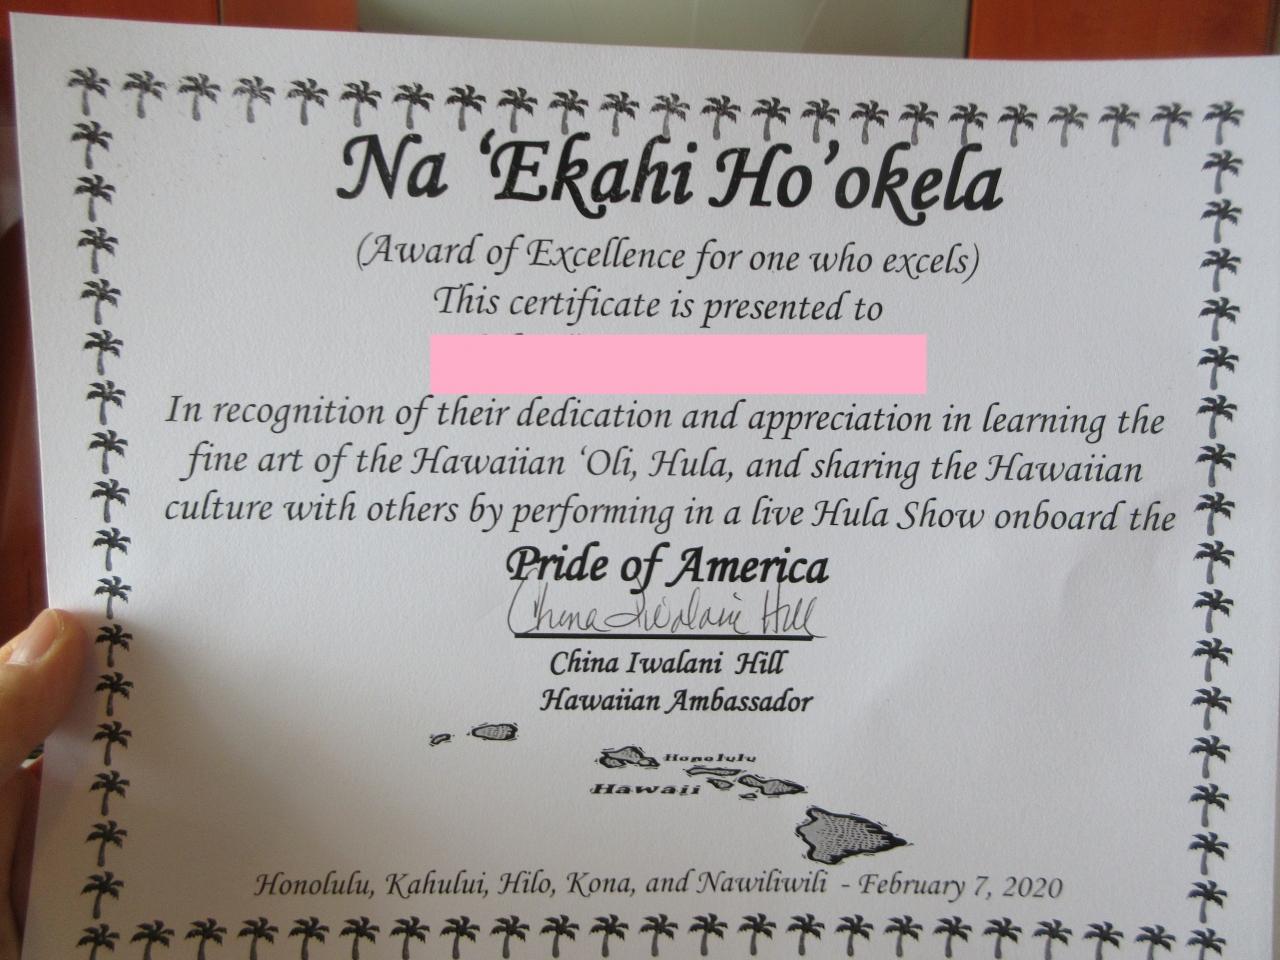 Na ‘Ekahi Ho’okela
(Award of Excellence for one who excels)
This certificate is presented to
In recognition of their dedication and appreciation in learning the
fine art of the Hawaiian ‘Oli, Hula, and sharing the Hawaiian
culture with others by performing in a live Hula Show onboard the
Pride of America
China Iwalani Hill
China Iwalani Hill
Hawaiian Ambassador
Honolulu
Hawaii
Honolulu, Kahului, Hilo, Kona, and Nawiliwili - February 7, 2020